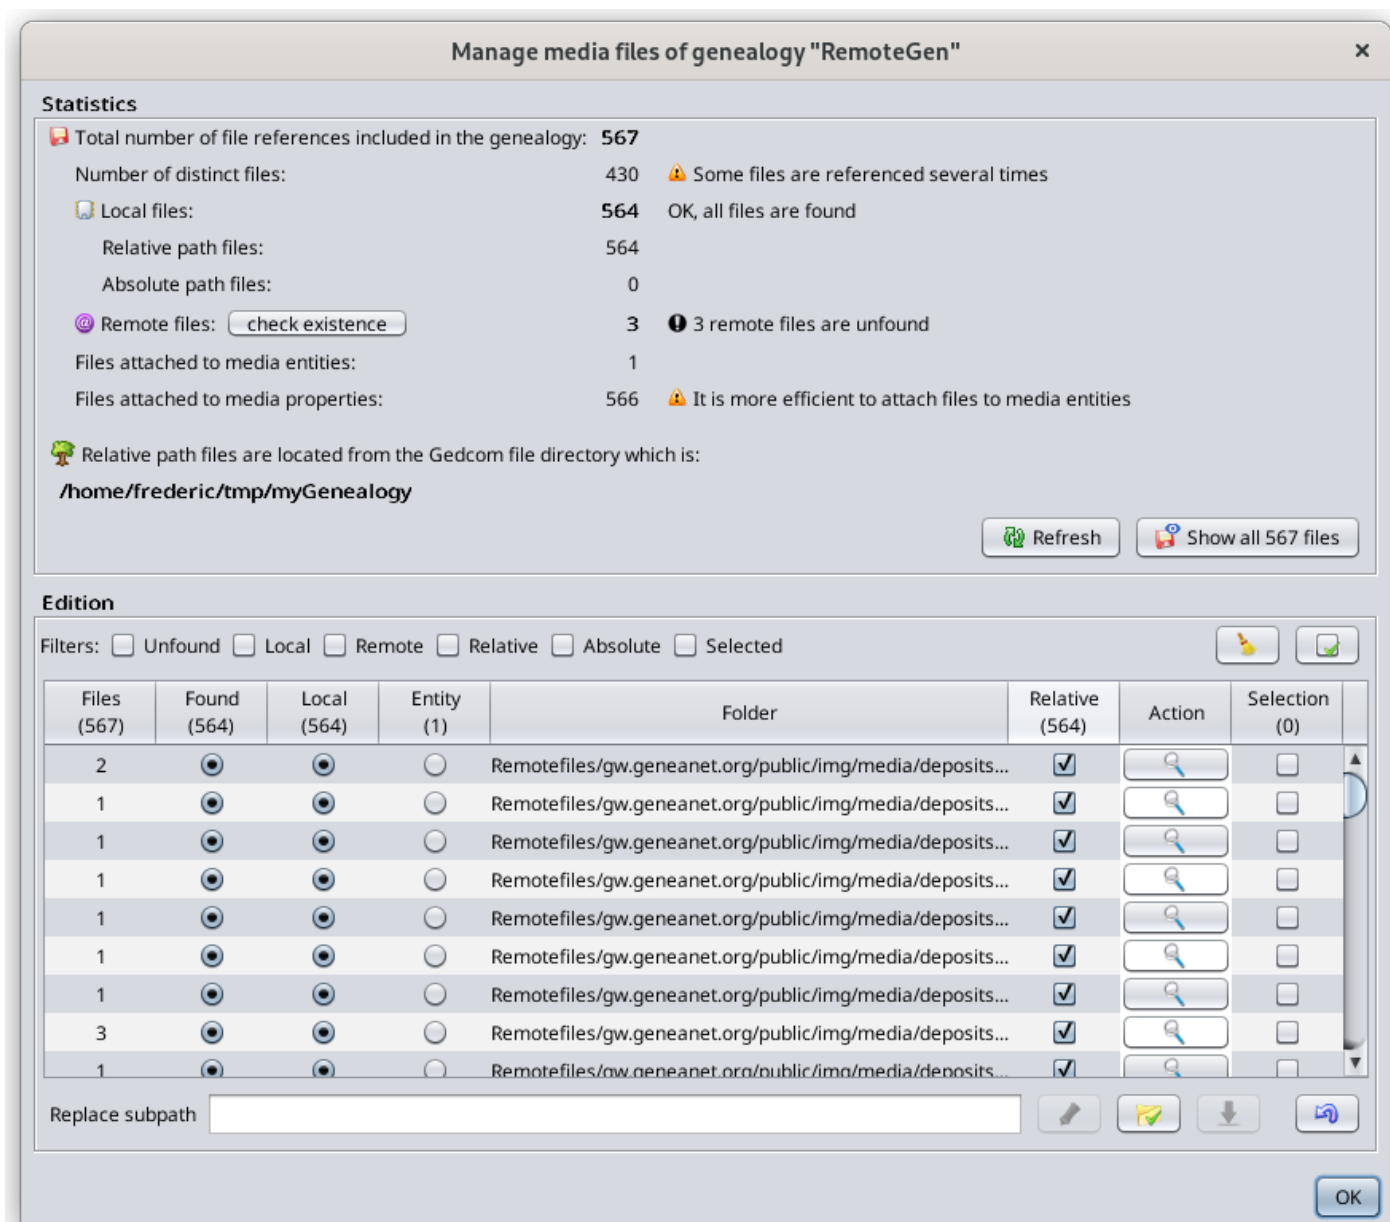 Manage media files of genealogy "RemoteGen"
Statistics
Total number of file references included in the genealogy: 567
Number of distinct files: 430 Some files are referenced several times
Local files: 564 OK, all files are found
Relative path files: 564
Absolute path files: 0
Remote files: check existence 3 3 remote files are unfound
Files attached to media entities: 1
Files attached to media properties: 566 It is more efficient to attach files to media entities
Relative path files are located from the Gedcom file directory which is:
/home/frederic/tmp/myGenealogy
Refresh Show all 567 files
Edition
Filters: Unfound Local Remote Relative Absolute Selected
Files Found Local Entity Folder Relative Action Selection
(567) (564) (564) (1) (564) (0)
2 Remotefiles/gw.geneanet.org/public/img/media/deposits...
1 Remotefiles/gw.geneanet.org/public/img/media/deposits...
1 Remotefiles/gw.geneanet.org/public/img/media/deposits...
1 Remotefiles/gw.geneanet.org/public/img/media/deposits...
1 Remotefiles/gw.geneanet.org/public/img/media/deposits...
1 Remotefiles/gw.geneanet.org/public/img/media/deposits...
1 Remotefiles/gw.geneanet.org/public/img/media/deposits...
3 Remotefiles/gw.geneanet.org/public/img/media/deposits...
1 Remotefiles/gw.geneanet.org/public/img/media/deposits...
Replace subpath
OK